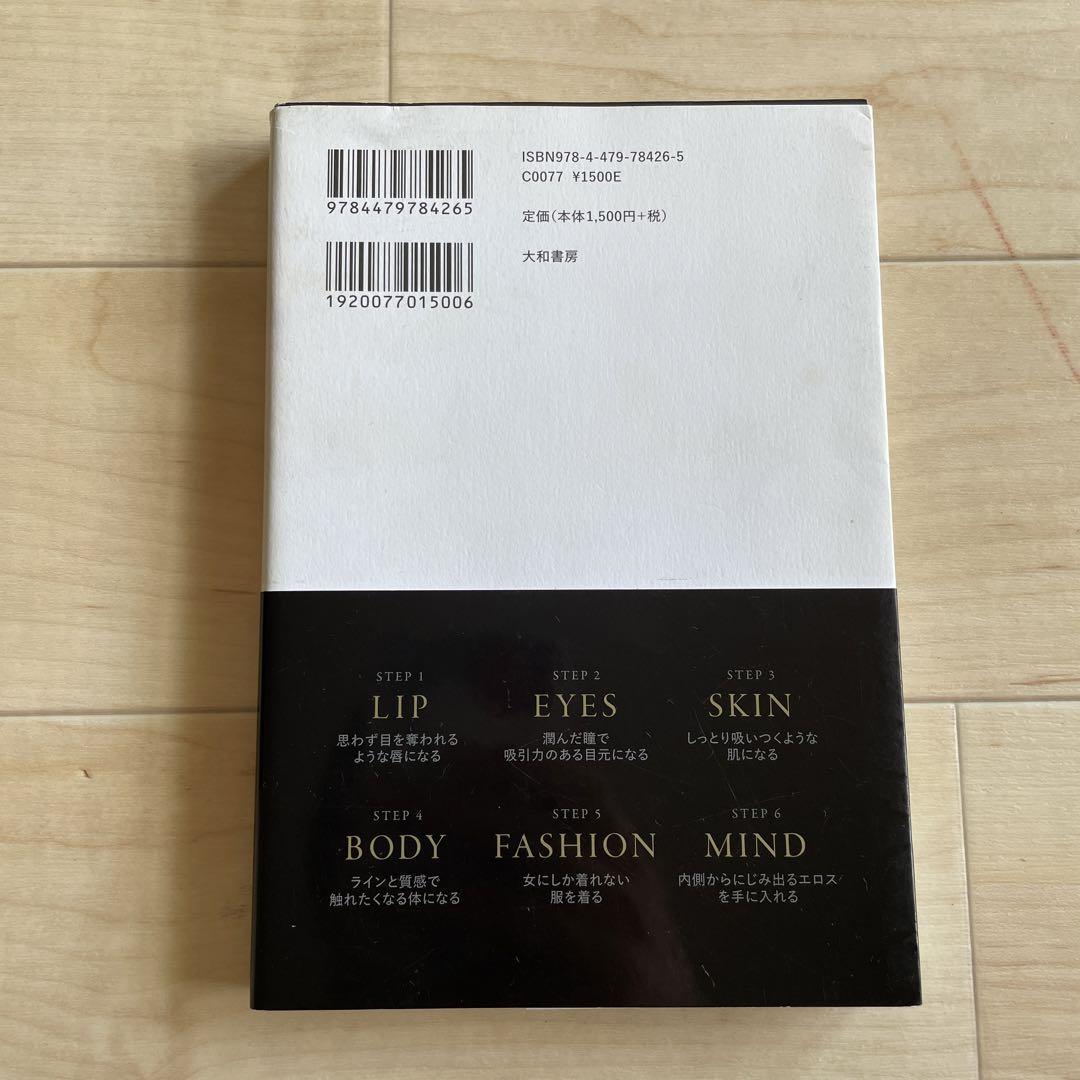 ISBN978-4-479-78426-5
C0077 ¥1500E
9784479784265
定価(本体1,500円+税)
大和書房
1920077015006
STEP 1
LIP
思わず目を奪われる
ような唇になる
STEP 2
EYES
潤んだ瞳で
吸引力のある目元になる
STEP 3
SKIN
しっとり吸いつくような
肌になる
STEP 4
BODY
ラインと質感で
触れたくなる体になる
STEP 5
FASHION
女にしか着れない
服を着る
STEP 6
MIND
内側からにじみ出るエロス
を手に入れる